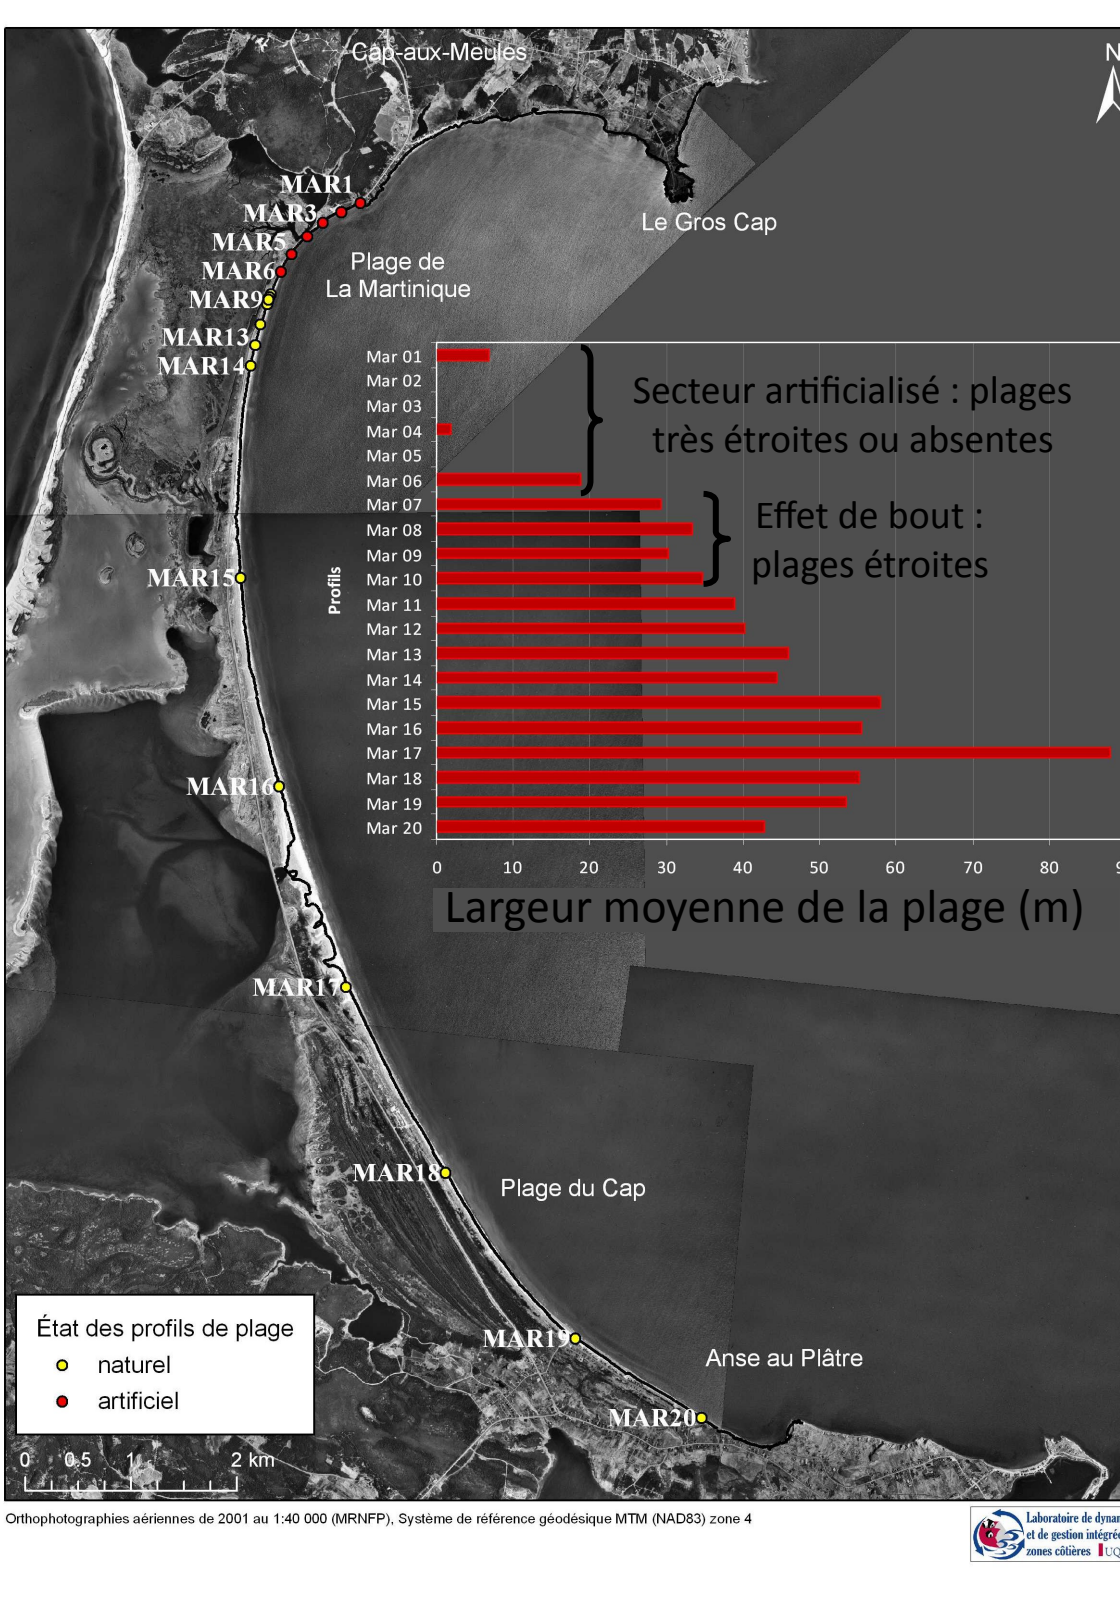 Cap-aux-Meules
N
MAR1
MAR3
MAR5
MAR6
MAR9
MAR13
MAR14
MAR15
MAR16
MAR17
MAR18
MAR19
MAR20
Le Gros Cap
Plage de
La Martinique
Mar 01
Mar 02
Mar 03
Mar 04
Mar 05
Mar 06
Mar 07
Mar 08
Mar 09
Mar 10
Mar 11
Mar 12
Mar 13
Mar 14
Mar 15
Mar 16
Mar 17
Mar 18
Mar 19
Mar 20
Profils
Secteur artificialisé : plages
très étroites ou absentes
Effet de bout :
plages étroites
0 10 20 30 40 50 60 70 80 9
Largeur moyenne de la plage (m)
Plage du Cap
Anse au Plâtre
État des profils de plage
naturel
artificiel
0 0.5 1 2 km
Orthophotographies aériennes de 2001 au 1:40 000 (MRNFP), Système de référence géodésique MTM (NAD83) zone 4
Laboratoire de dynam
et de gestion intégrée
zones côtières UQ